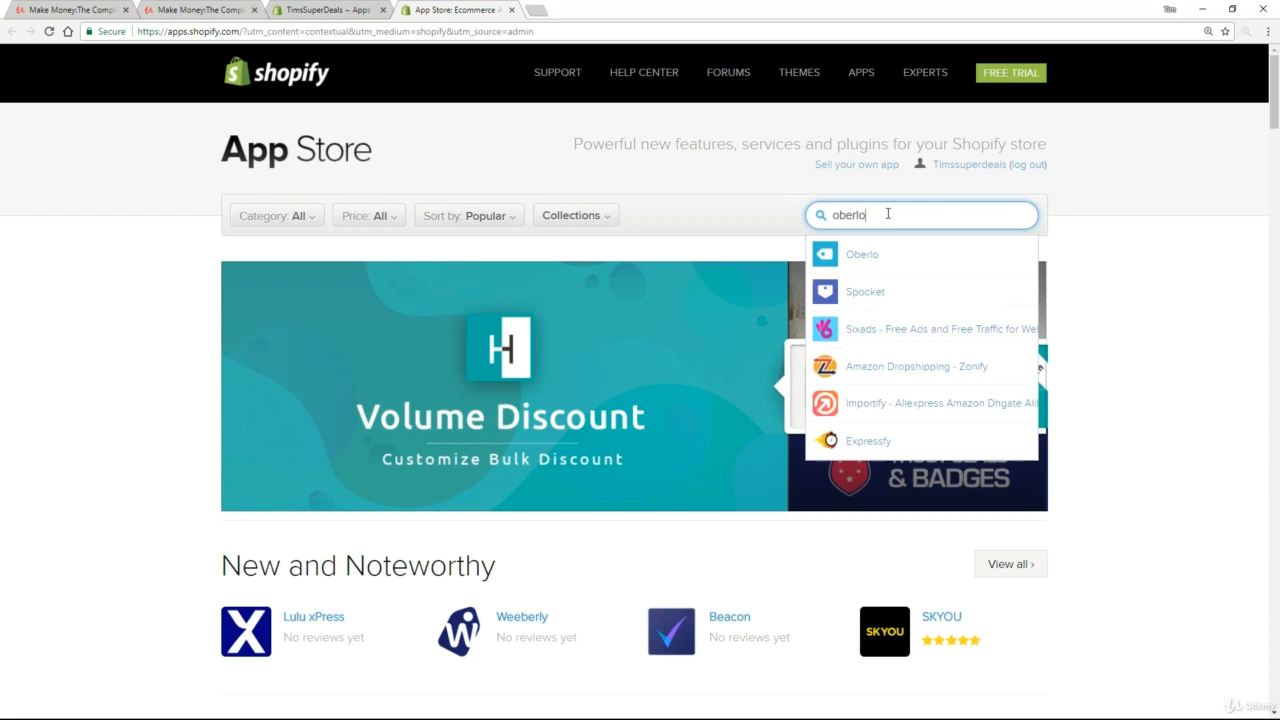 Make Money:The Compl
Make Money:The Compl
TimsSuperDeals ~ Apps
App Store: Ecommerce A
Tim
Secure
https://apps.shopify.com/?utm_content=contextual&utm_medium=shopify&utm_source=admin
shopify
SUPPORT
HELP CENTER
FORUMS
THEMES
APPS
EXPERTS
FREE TRIAL
App Store
Powerful new features, services and plugins for your Shopify store
Sell your own app
Timssuperdeals (log out)
Category: All
Price: All
Sort by: Popular
Collections
oberlo
Oberlo
Spocket
Sixads - Free Ads and Free Traffic for Wel
Amazon Dropshipping - Zonify
Importify - Aliexpress Amazon Dhgate Ali
Expressfy
H
Volume Discount
Customize Bulk Discount
& BADGES
New and Noteworthy
View all ›
Lulu xPress
No reviews yet
Weeberly
No reviews yet
Beacon
No reviews yet
SKYOU
SKYOU
Udemy